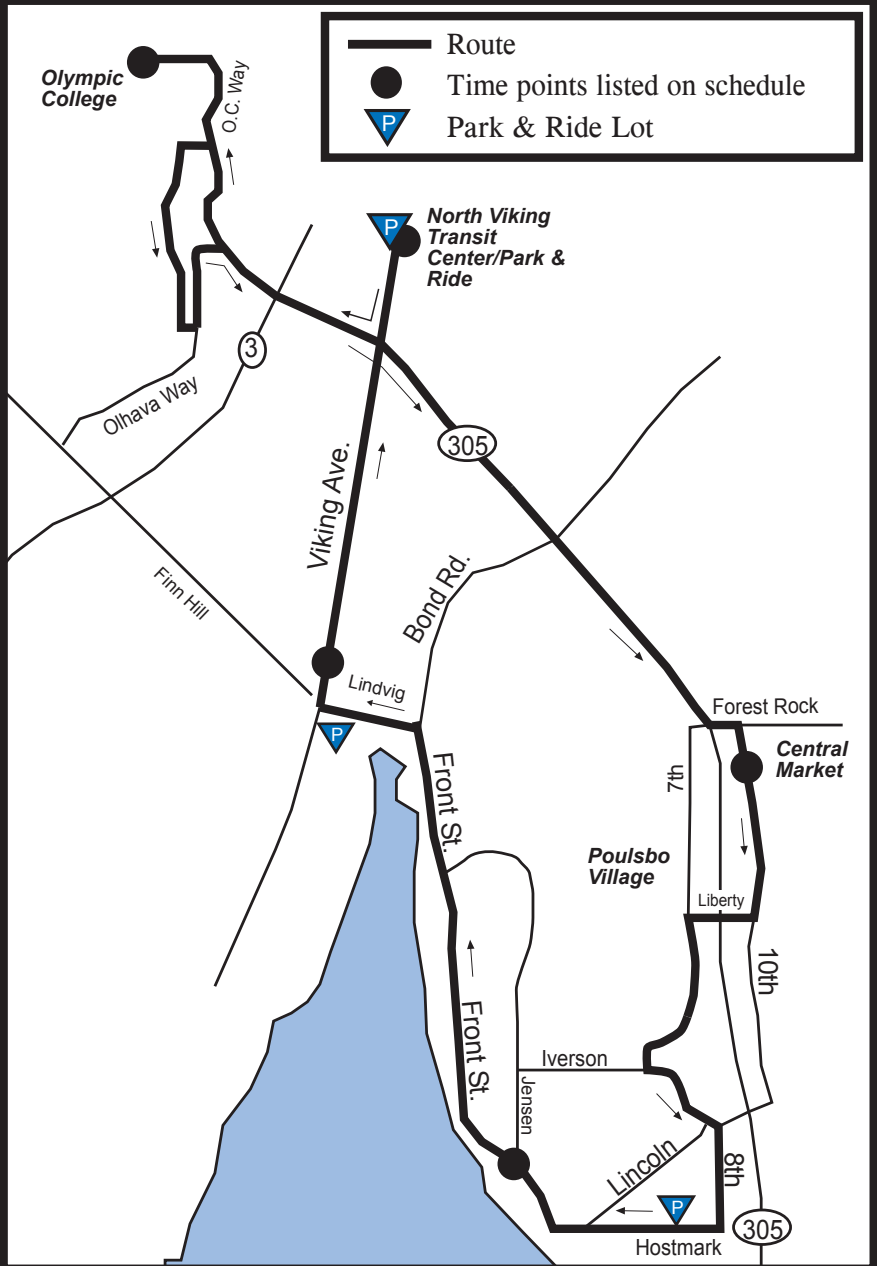 Route
Time points listed on schedule
P
Park & Ride Lot
Olympic
College
O.C. Way
P
North Viking
Transit
Center/Park &
Ride
3
Olhava Way
305
Viking Ave.
Bond Rd.
Finn Hill
Lindvig
P
Forest Rock
Central
Market
7th
Front St.
Poulsbo
Village
Liberty
10th
Front St.
Iverson
Jensen
Lincoln
8th
P
Hostmark
305